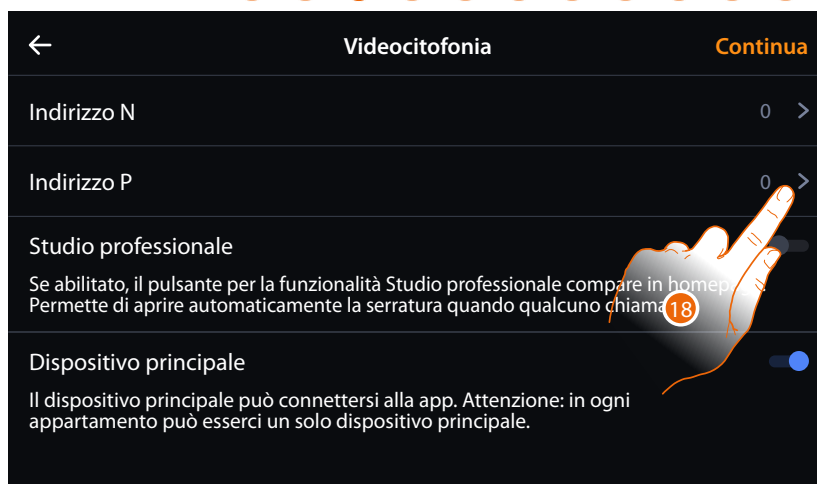 Videocitofonia
Continua
Indirizzo N
0
Indirizzo P
0
Studio professionale
Se abilitato, il pulsante per la funzionalità Studio professionale compare in homepage.
Permette di aprire automaticamente la serratura quando qualcuno chiama
18
Dispositivo principale
Il dispositivo principale può connettersi alla app. Attenzione: in ogni
appartamento può esserci un solo dispositivo principale.